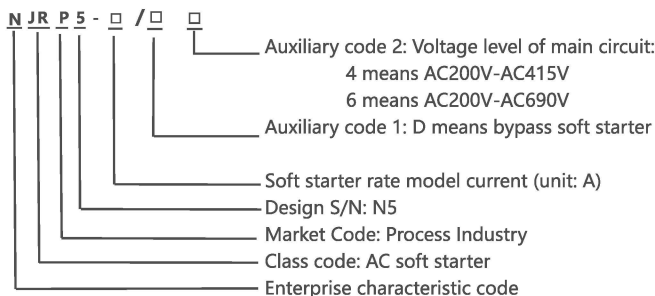 N JR P 5 - □ / □ □
Auxiliary code 2: Voltage level of main circuit:
4 means AC200V-AC415V
6 means AC200V-AC690V
Auxiliary code 1: D means bypass soft starter
Soft starter rate model current (unit: A)
Design S/N: N5
Market Code: Process Industry
Class code: AC soft starter
Enterprise characteristic code